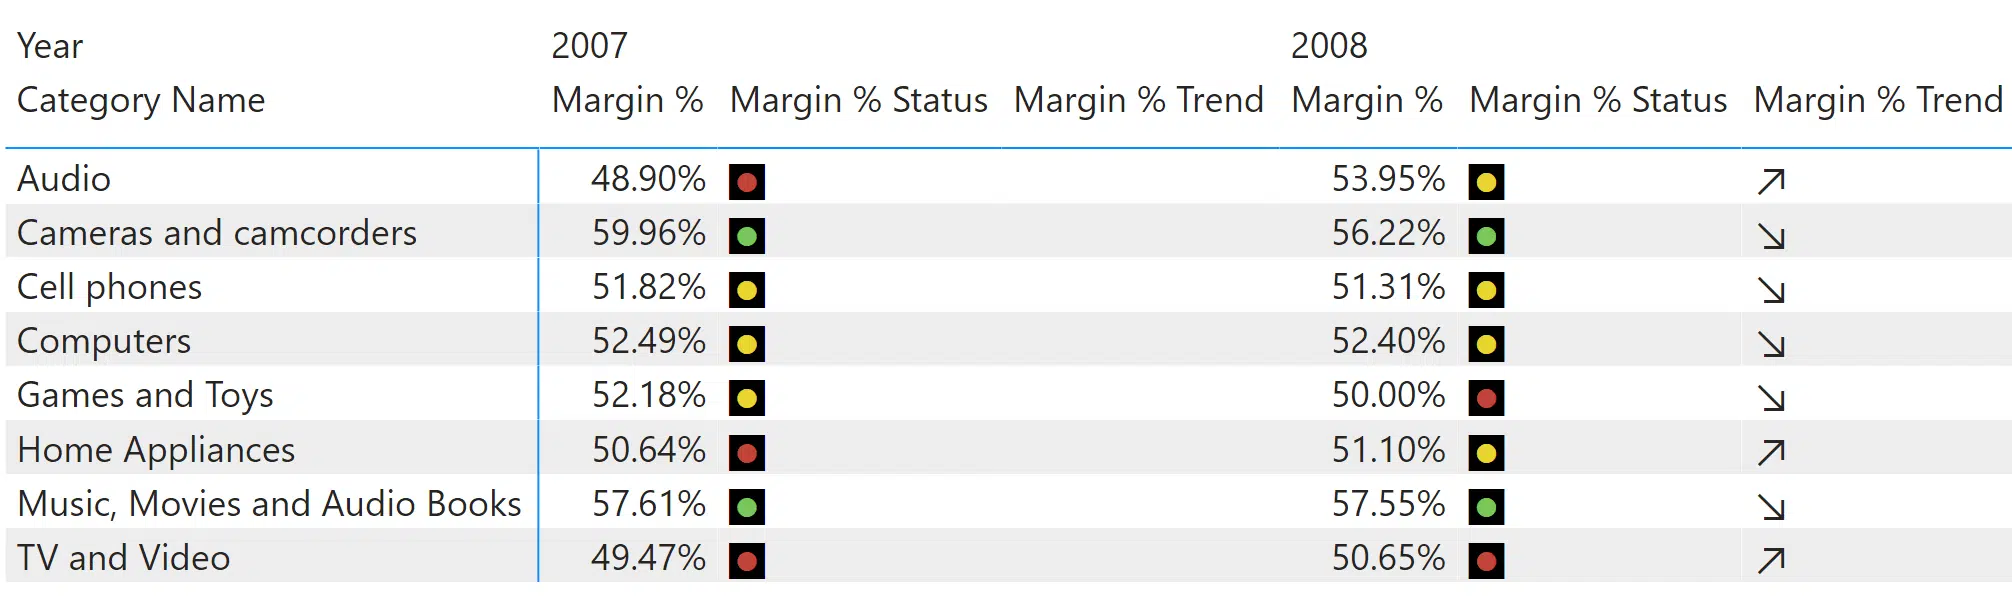 Year 2007 2008
Category Name Margin % Margin % Status Margin % Trend Margin % Margin % Status Margin % Trend
Audio 48.90% 53.95%
Cameras and camcorders 59.96% 56.22%
Cell phones 51.82% 51.31%
Computers 52.49% 52.40%
Games and Toys 52.18% 50.00%
Home Appliances 50.64% 51.10%
Music, Movies and Audio Books 57.61% 57.55%
TV and Video 49.47% 50.65%